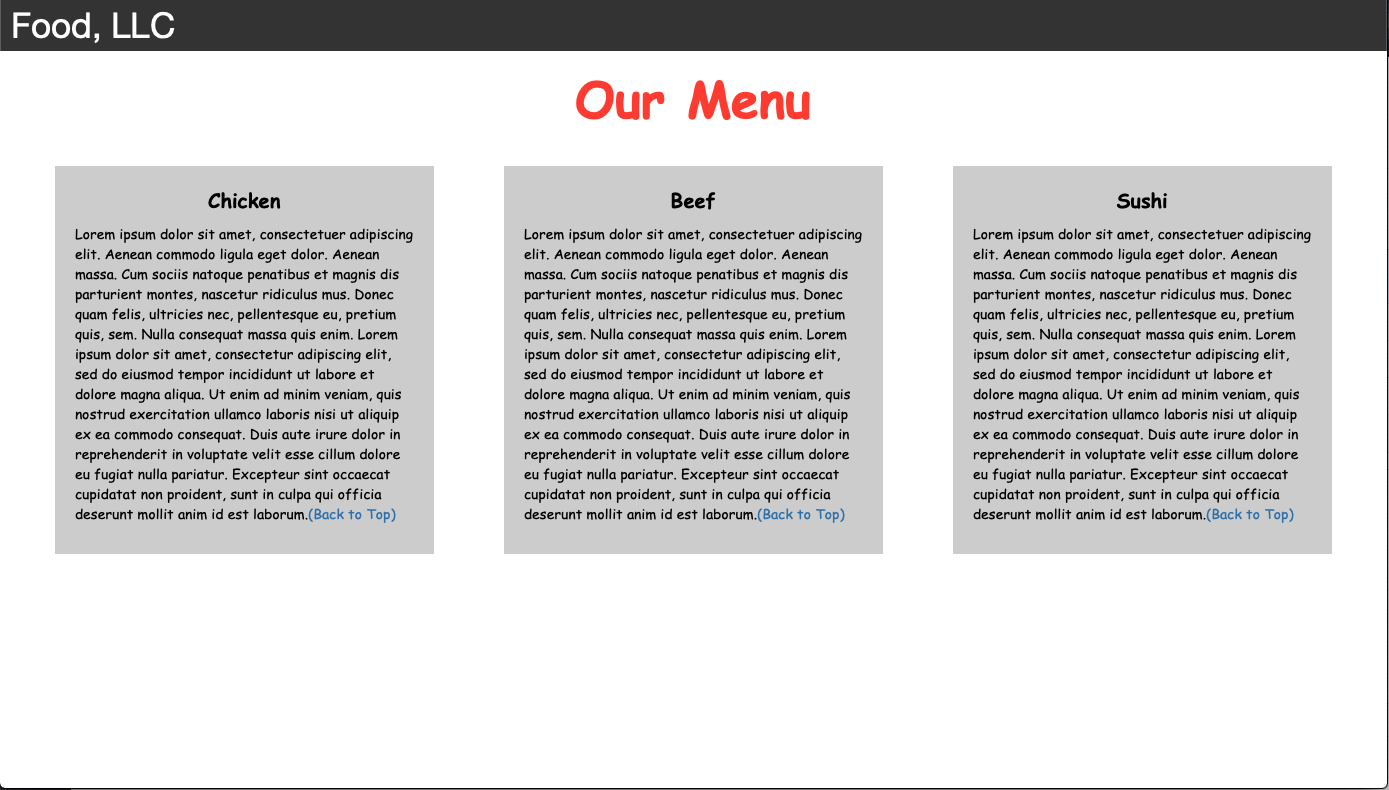 Food, LLC
Our Menu
Chicken
Lorem ipsum dolor sit amet, consectetuer adipiscing
elit. Aenean commodo ligula eget dolor. Aenean
massa. Cum sociis natoque penatibus et magnis dis
parturient montes, nascetur ridiculus mus. Donec
quam felis, ultricies nec, pellentesque eu, pretium
quis, sem. Nulla consequat massa quis enim. Lorem
ipsum dolor sit amet, consectetur adipiscing elit,
sed do eiusmod tempor incididunt ut labore et
dolore magna aliqua. Ut enim ad minim veniam, quis
nostrud exercitation ullamco laboris nisi ut aliquip
ex ea commodo consequat. Duis aute irure dolor in
reprehenderit in voluptate velit esse cillum dolore
eu fugiat nulla pariatur. Excepteur sint occaecat
cupidatat non proident, sunt in culpa qui officia
deserunt mollit anim id est laborum.(Back to Top)
Beef
Lorem ipsum dolor sit amet, consectetuer adipiscing
elit. Aenean commodo ligula eget dolor. Aenean
massa. Cum sociis natoque penatibus et magnis dis
parturient montes, nascetur ridiculus mus. Donec
quam felis, ultricies nec, pellentesque eu, pretium
quis, sem. Nulla consequat massa quis enim. Lorem
ipsum dolor sit amet, consectetur adipiscing elit,
sed do eiusmod tempor incididunt ut labore et
dolore magna aliqua. Ut enim ad minim veniam, quis
nostrud exercitation ullamco laboris nisi ut aliquip
ex ea commodo consequat. Duis aute irure dolor in
reprehenderit in voluptate velit esse cillum dolore
eu fugiat nulla pariatur. Excepteur sint occaecat
cupidatat non proident, sunt in culpa qui officia
deserunt mollit anim id est laborum.(Back to Top)
Sushi
Lorem ipsum dolor sit amet, consectetuer adipiscing
elit. Aenean commodo ligula eget dolor. Aenean
massa. Cum sociis natoque penatibus et magnis dis
parturient montes, nascetur ridiculus mus. Donec
quam felis, ultricies nec, pellentesque eu, pretium
quis, sem. Nulla consequat massa quis enim. Lorem
ipsum dolor sit amet, consectetur adipiscing elit,
sed do eiusmod tempor incididunt ut labore et
dolore magna aliqua. Ut enim ad minim veniam, quis
nostrud exercitation ullamco laboris nisi ut aliquip
ex ea commodo consequat. Duis aute irure dolor in
reprehenderit in voluptate velit esse cillum dolore
eu fugiat nulla pariatur. Excepteur sint occaecat
cupidatat non proident, sunt in culpa qui officia
deserunt mollit anim id est laborum.(Back to Top)